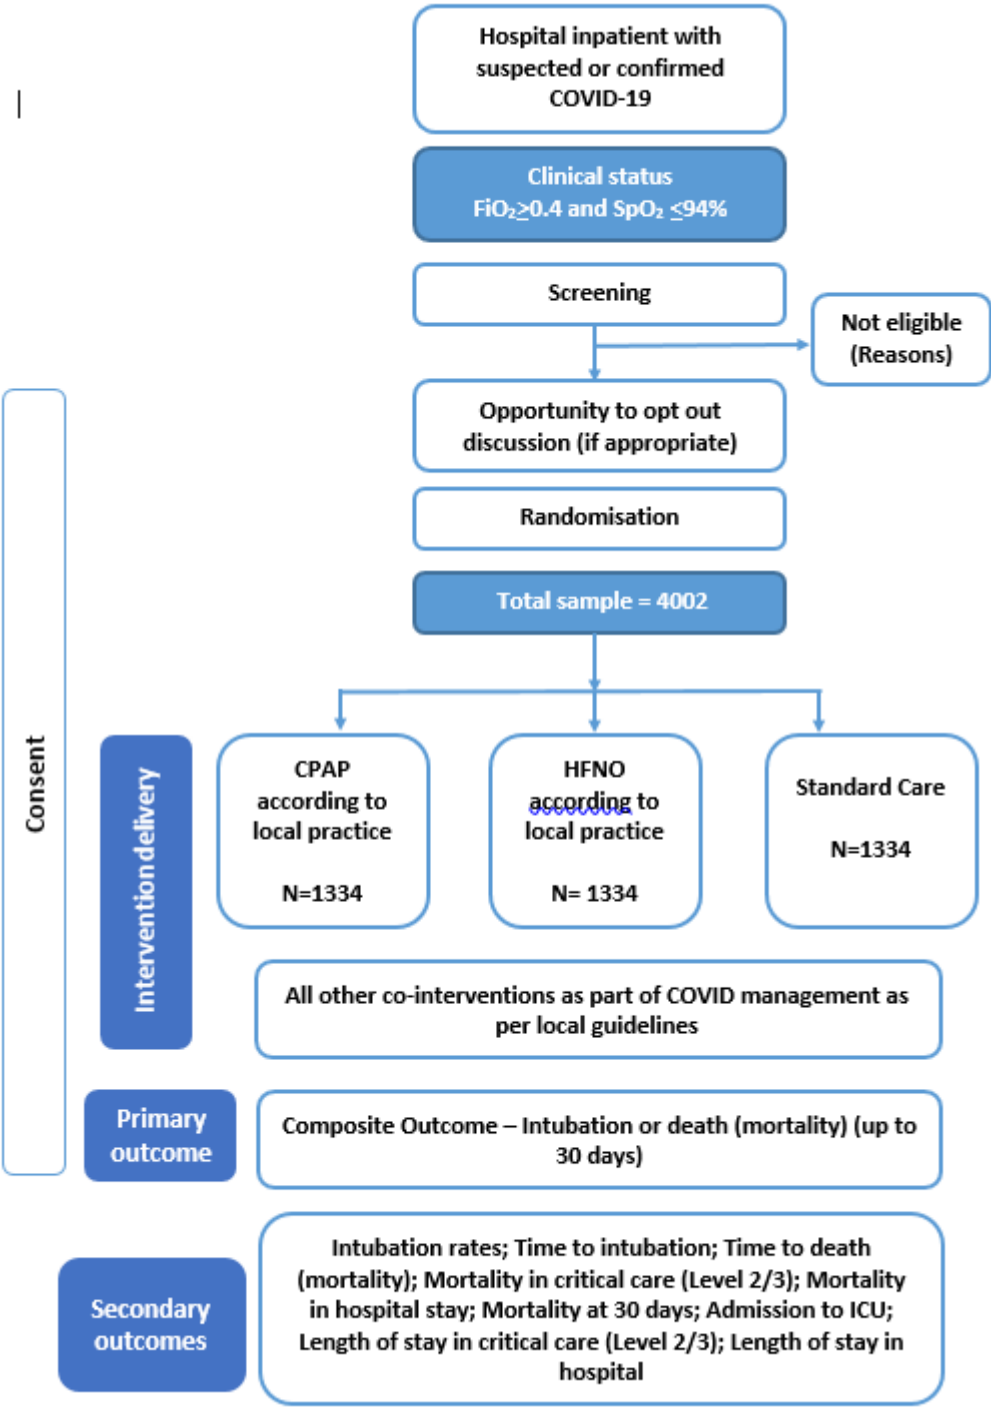 Hospital inpatient with
suspected or confirmed
COVID-19
Clinical status
FiO₂≥0.4 and SpO₂ ≤94%
Screening
Not eligible
(Reasons)
Opportunity to opt out
discussion (if appropriate)
Randomisation
Total sample = 4002
Consent
Intervention delivery
CPAP
according to
local practice
N=1334
HFNO
according to
local practice
N= 1334
Standard Care
N=1334
All other co-interventions as part of COVID management as
per local guidelines
Primary
outcome
Composite Outcome – Intubation or death (mortality) (up to
30 days)
Secondary
outcomes
Intubation rates; Time to intubation; Time to death
(mortality); Mortality in critical care (Level 2/3); Mortality
in hospital stay; Mortality at 30 days; Admission to ICU;
Length of stay in critical care (Level 2/3); Length of stay in
hospital